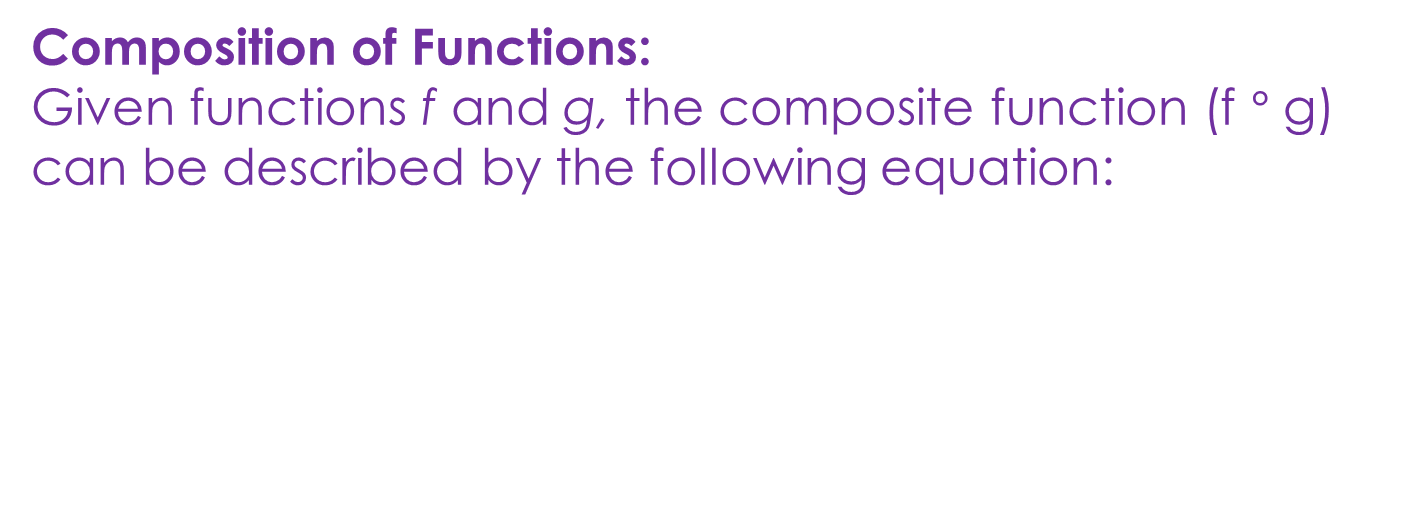 Composition of Functions:
Given functions f and g, the composite function (f ∘ g)
can be described by the following equation: